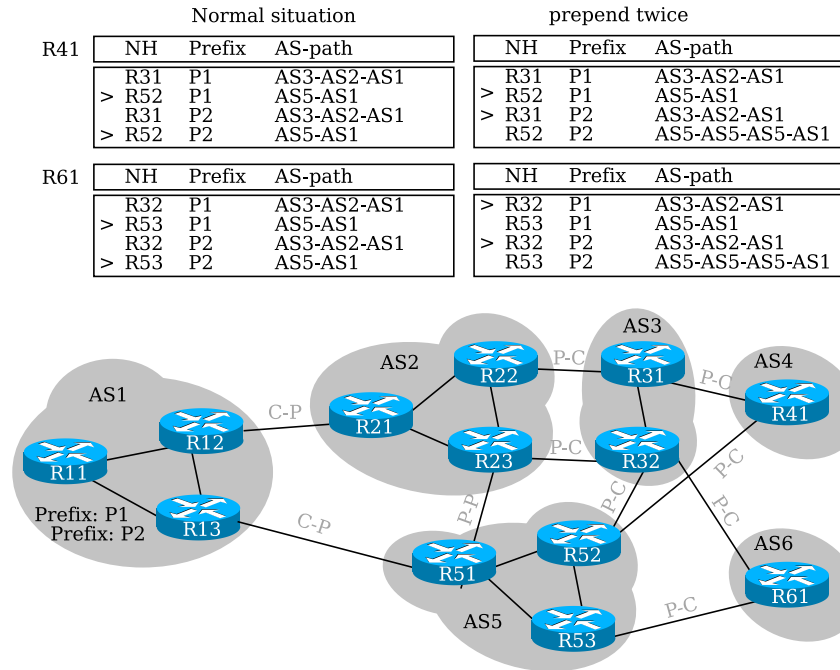 Normal situation
prepend twice
R41
NH Prefix AS-path
R31 P1 AS3-AS2-AS1
> R52 P1 AS5-AS1
R31 P2 AS3-AS2-AS1
> R52 P2 AS5-AS1
NH Prefix AS-path
R31 P1 AS3-AS2-AS1
> R52 P1 AS5-AS1
> R31 P2 AS3-AS2-AS1
R52 P2 AS5-AS5-AS5-AS1
R61
NH Prefix AS-path
R32 P1 AS3-AS2-AS1
> R53 P1 AS5-AS1
R32 P2 AS3-AS2-AS1
> R53 P2 AS5-AS1
NH Prefix AS-path
> R32 P1 AS3-AS2-AS1
R53 P1 AS5-AS1
> R32 P2 AS3-AS2-AS1
R53 P2 AS5-AS5-AS5-AS1
AS1
R11
R12
R13
Prefix: P1
Prefix: P2
C-P
C-P
AS2
R21
R22
R23
P-C
P-C
P-P
AS3
R31
R32
P-C
P-C
P-C
P-C
AS4
R41
AS5
R51
R52
R53
P-C
AS6
R61